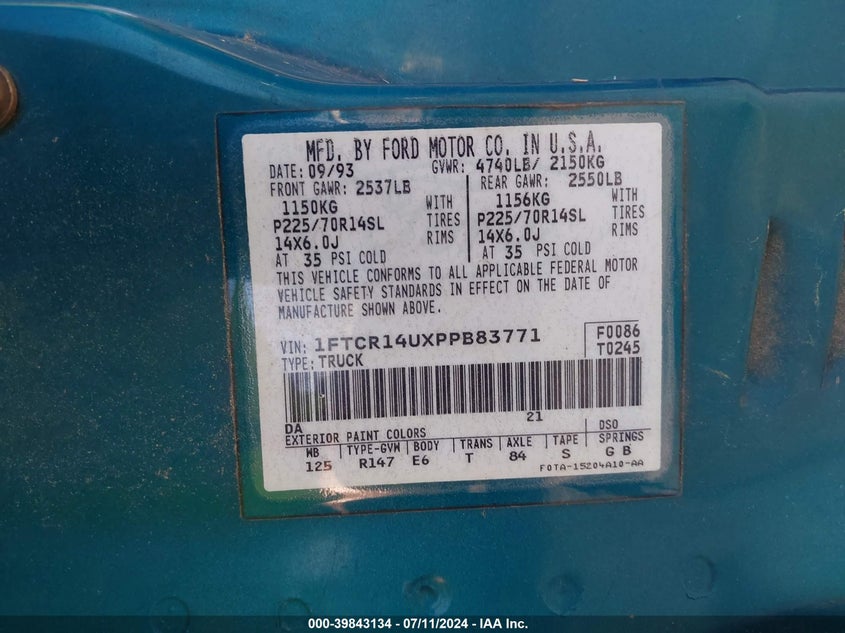 MFD. BY FORD MOTOR CO. IN U.S.A.
DATE: 09/93 GVWR: 4740LB/ 2150KG
FRONT GAWR: 2537LB REAR GAWR: 2550LB
1150KG WITH 1156KG WITH
P225/70R14SL TIRES P225/70R14SL TIRES
14X6.0J RIMS 14X6.0J RIMS
AT 35 PSI COLD AT 35 PSI COLD
THIS VEHICLE CONFORMS TO ALL APPLICABLE FEDERAL MOTOR
VEHICLE SAFETY STANDARDS IN EFFECT ON THE DATE OF
MANUFACTURE SHOWN ABOVE.
VIN: 1FTCR14UXPPB83771 F0086
TYPE: TRUCK T0245
DA 21
EXTERIOR PAINT COLORS DSO
WB TYPE-GVW BODY TRANS AXLE TAPE SPRINGS
125 R147 E6 T 84 S G B
F0TA-15204A10-AA
000-39843134 - 07/11/2024 - IAA Inc.